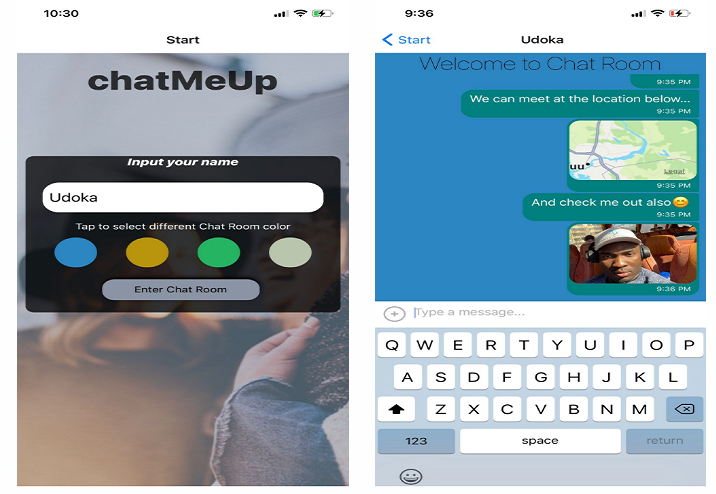 10:30
Start
chatMeUp
Input your name
Udoka
Tap to select different Chat Room color
Enter Chat Room
9:36
Start
Udoka
Welcome to Chat Room
9:35 PM
We can meet at the location below...
9:35 PM
uu
Legal
9:35 PM
And check me out also😊
9:35 PM
9:36 PM
Type a message...
Q W E R T Y U I O P
A S D F G H J K L
Z X C V B N M
123 space return